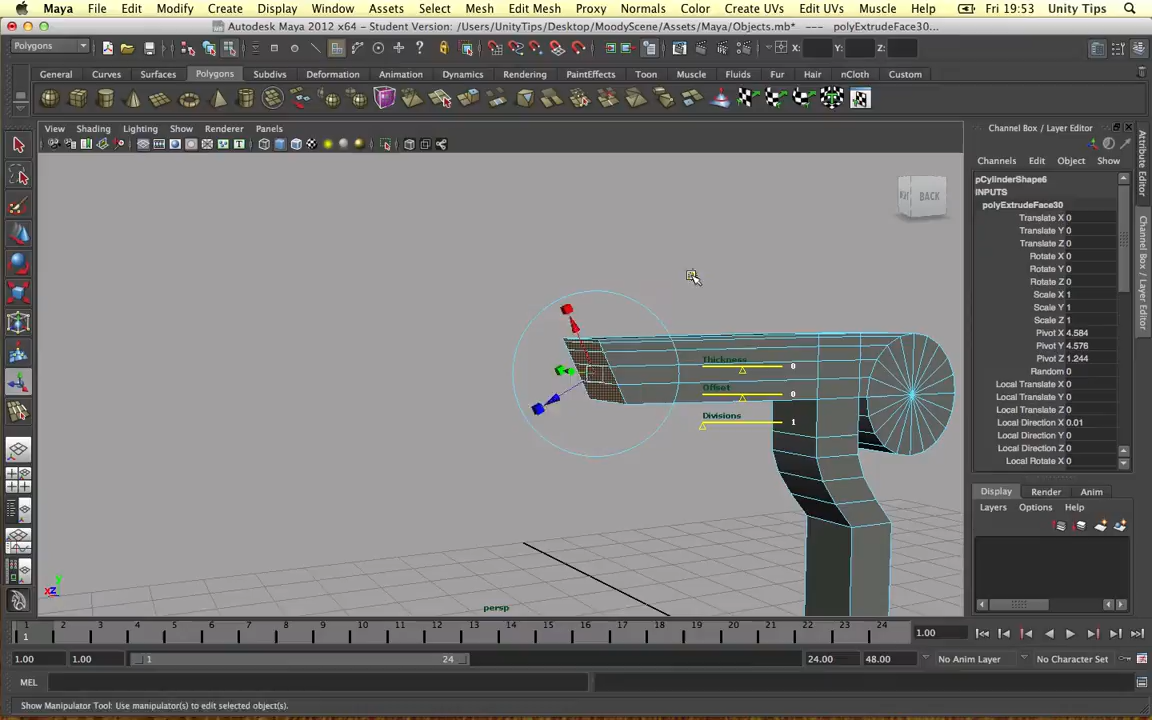 Maya File Edit Modify Create Display Window Assets Select Mesh Edit Mesh Proxy Normals Color Create UVs Edit UVs Muscle Help Fri 19:53 Unity Tips
Autodesk Maya 2012 x64 - Student Version: /Users/UnityTips/Desktop/MoodyScene/Assets/Maya/Objects.mb* - polyExtrudeFace30...
Polygons X: Y: Z:
General Curves Surfaces Polygons Subdivs Deformation Animation Dynamics Rendering PaintEffects Toon Muscle Fluids Fur Hair nCloth Custom
View Shading Lighting Show Renderer Panels
BACK
Thickness 0
Offset 0
Divisions 1
persp
y
xz
Channel Box / Layer Editor
Channels Edit Object Show
pCylinderShape6
INPUTS
polyExtrudeFace30
Translate X 0
Translate Y 0
Translate Z 0
Rotate X 0
Rotate Y 0
Rotate Z 0
Scale X 1
Scale Y 1
Scale Z 1
Pivot X 4.584
Pivot Y 4.576
Pivot Z 1.244
Random 0
Local Translate X 0
Local Translate Y 0
Local Translate Z 0
Local Direction X 0.01
Local Direction Y 0
Local Direction Z 0
Local Rotate X 0
Display Render Anim
Layers Options Help
Attribute Editor
Channel Box / Layer Editor
1 2 3 4 5 6 7 8 9 10 11 12 13 14 15 16 17 18 19 20 21 22 23 24
1 1.00
1.00 1.00 1 24 24.00 48.00 No Anim Layer No Character Set
MEL
Show Manipulator Tool: Use manipulator(s) to edit selected object(s).